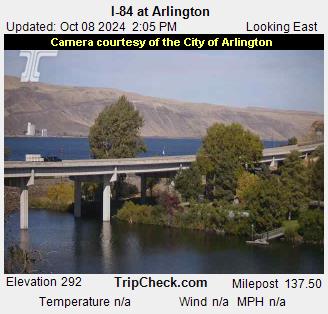 I-84 at Arlington
Updated: Oct 08 2024 2:05 PM Looking East
Camera courtesy of the City of Arlington
Elevation 292 TripCheck.com Milepost 137.50
Temperature n/a Wind n/a MPH n/a